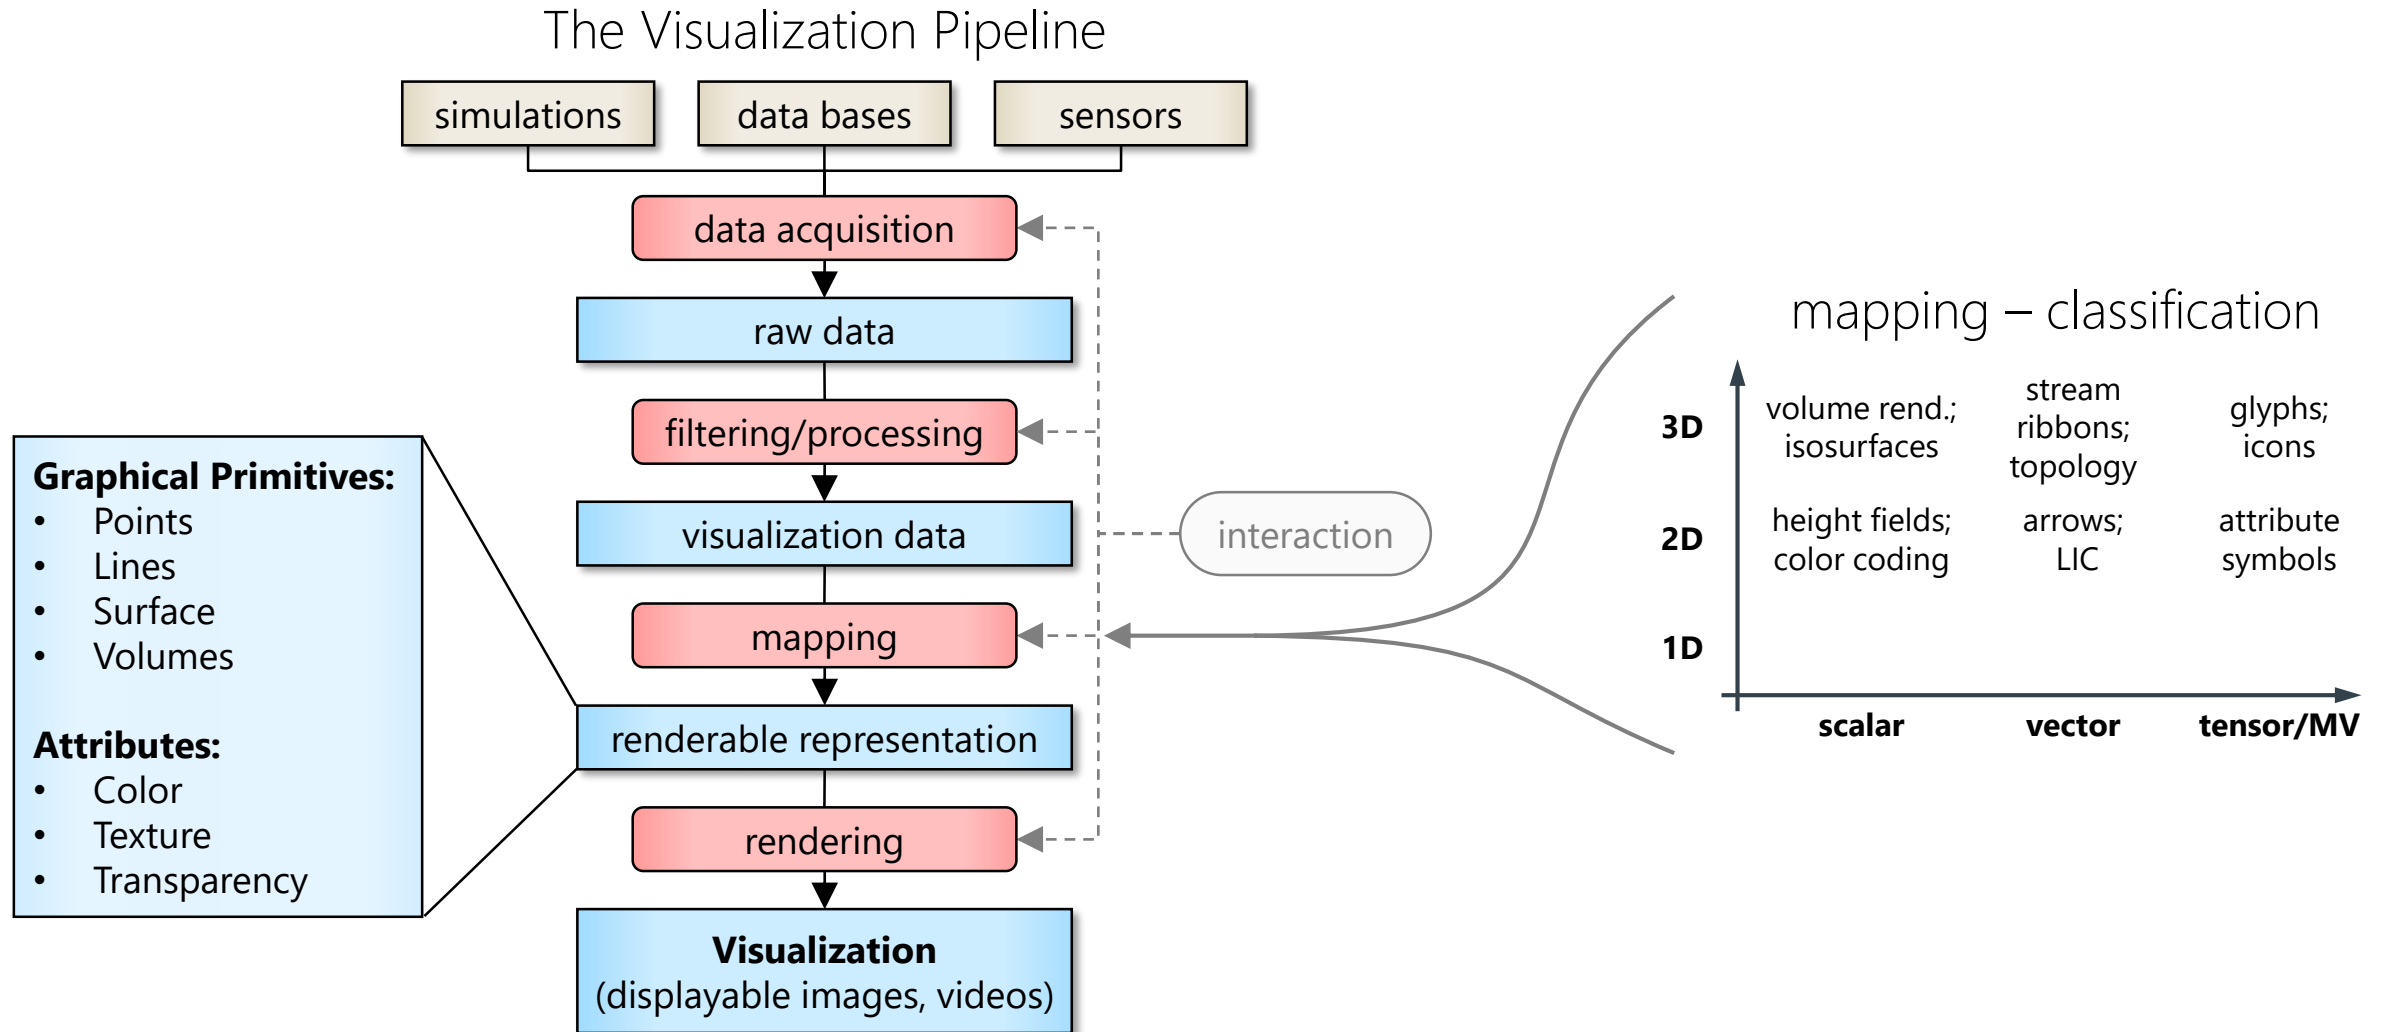 The Visualization Pipeline
simulations
data bases
sensors
data acquisition
raw data
filtering/processing
visualization data
mapping
renderable representation
rendering
Visualization
(displayable images, videos)
interaction
Graphical Primitives:
• Points
• Lines
• Surface
• Volumes
Attributes:
• Color
• Texture
• Transparency
mapping – classification
3D
volume rend.;
isosurfaces
stream
ribbons;
topology
glyphs;
icons
2D
height fields;
color coding
arrows;
LIC
attribute
symbols
1D
scalar
vector
tensor/MV